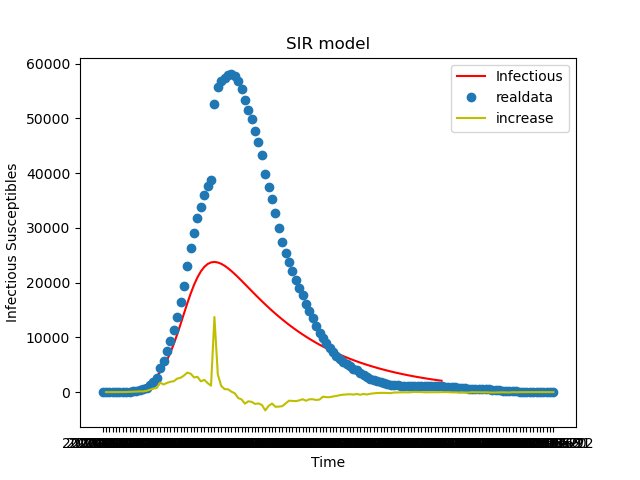 SIR model
Infectious
realdata
increase
60000
50000
40000
30000
20000
10000
0
Infectious Susceptibles
Time